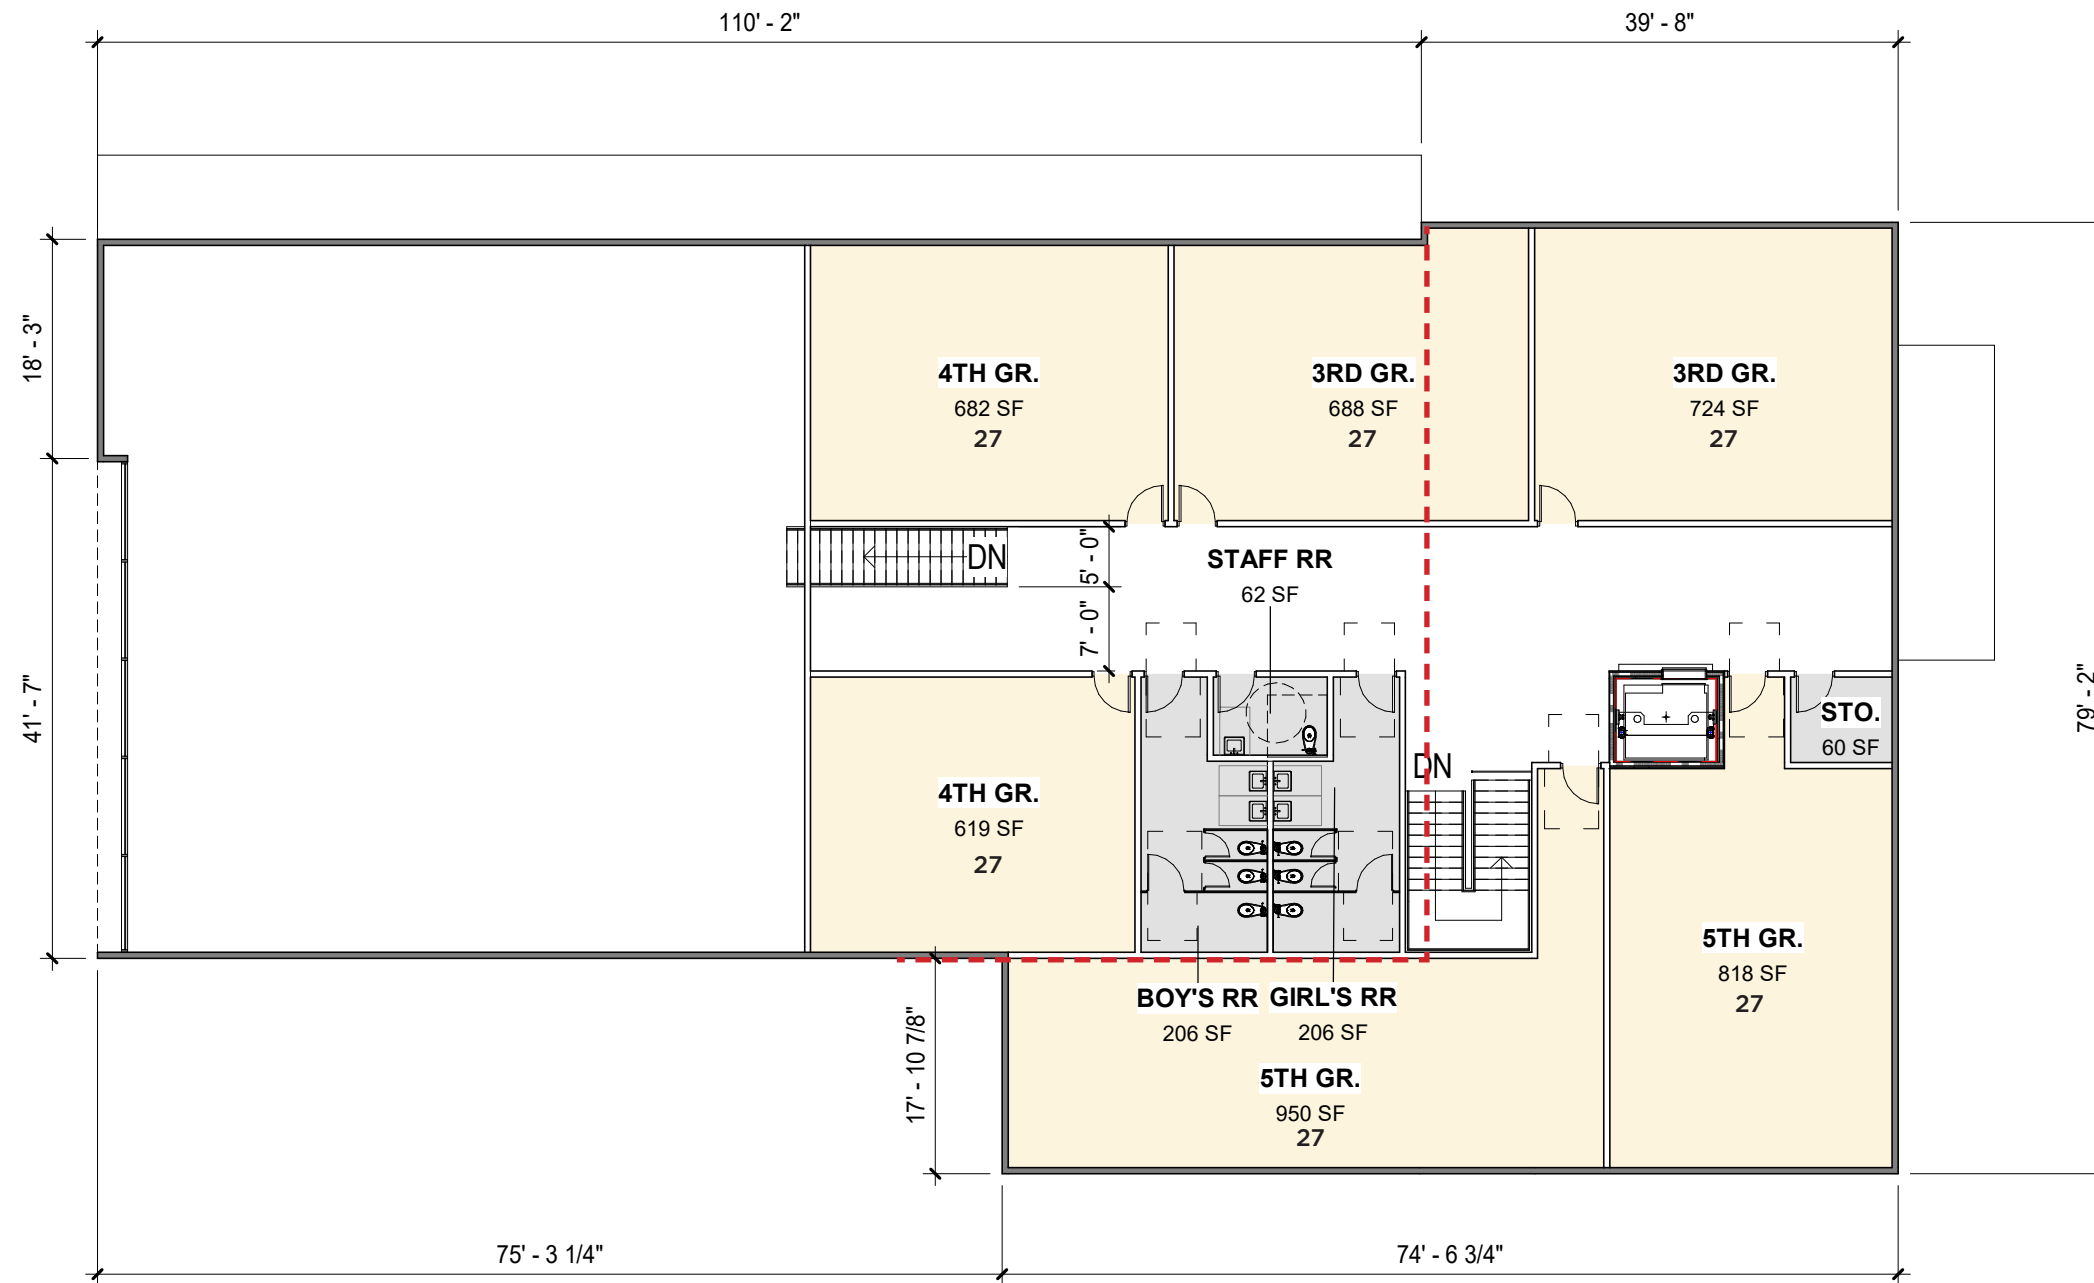 110' - 2"
39' - 8"
18' - 3"
41' - 7"
79' - 2"
4TH GR.
682 SF
27
3RD GR.
688 SF
27
3RD GR.
724 SF
27
DN
5' - 0"
7' - 0"
STAFF RR
62 SF
STO.
60 SF
DN
4TH GR.
619 SF
27
5TH GR.
818 SF
27
BOY'S RR
206 SF
GIRL'S RR
206 SF
17' - 10 7/8"
5TH GR.
950 SF
27
75' - 3 1/4"
74' - 6 3/4"